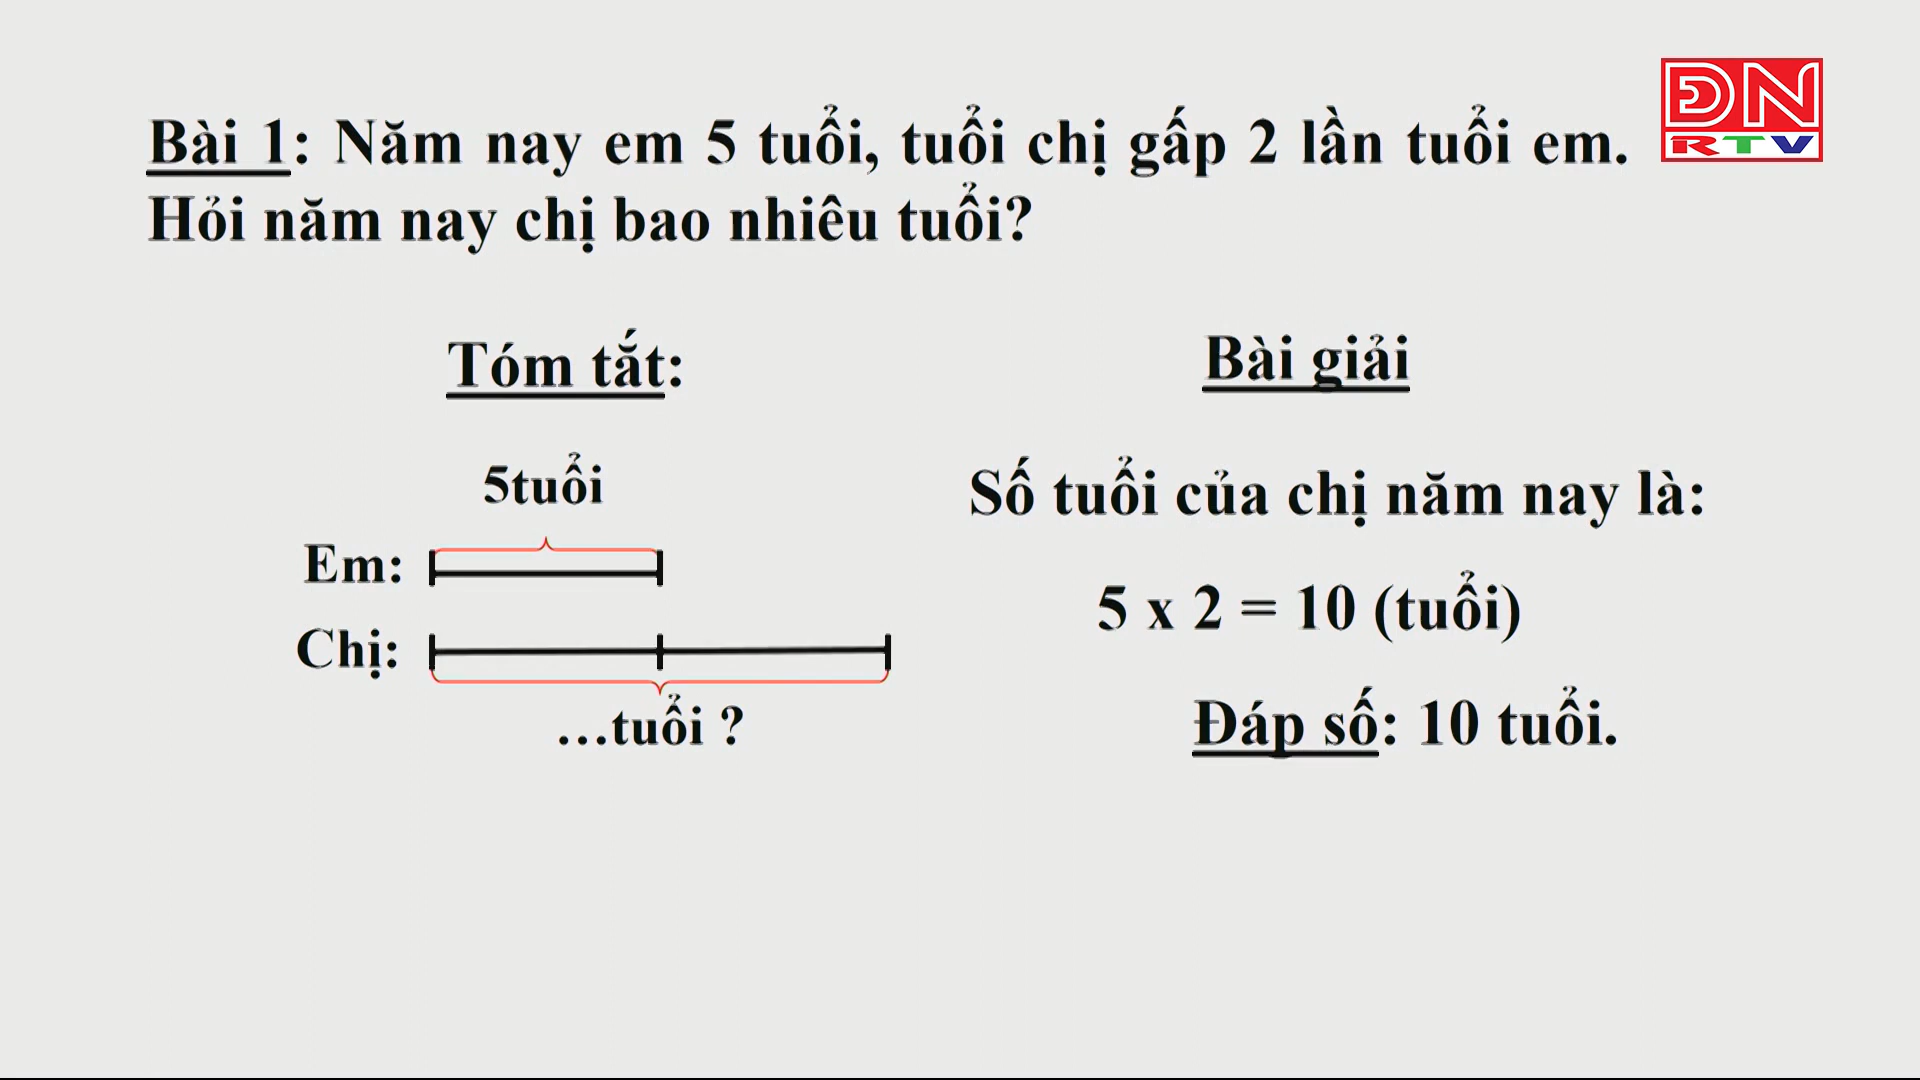 ĐN
RTV
Bài 1: Năm nay em 5 tuổi, tuổi chị gấp 2 lần tuổi em.
Hỏi năm nay chị bao nhiêu tuổi?
Tóm tắt:
5tuổi
Em:
Chị:
...tuổi ?
Bài giải
Số tuổi của chị năm nay là:
5 x 2 = 10 (tuổi)
Đáp số: 10 tuổi.